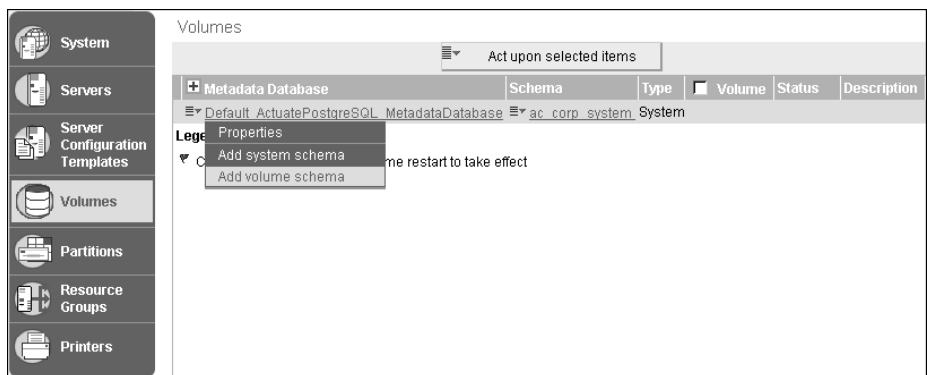 System
Servers
Server
Configuration
Templates
Volumes
Partitions
Resource
Groups
Printers
Volumes
Act upon selected items
Metadata Database Schema Type Volume Status Description
Default_ActuatePostgreSQL_MetadataDatabase ac_corp_system System
Lege
Properties
Add system schema
Add volume schema
C me restart to take effect